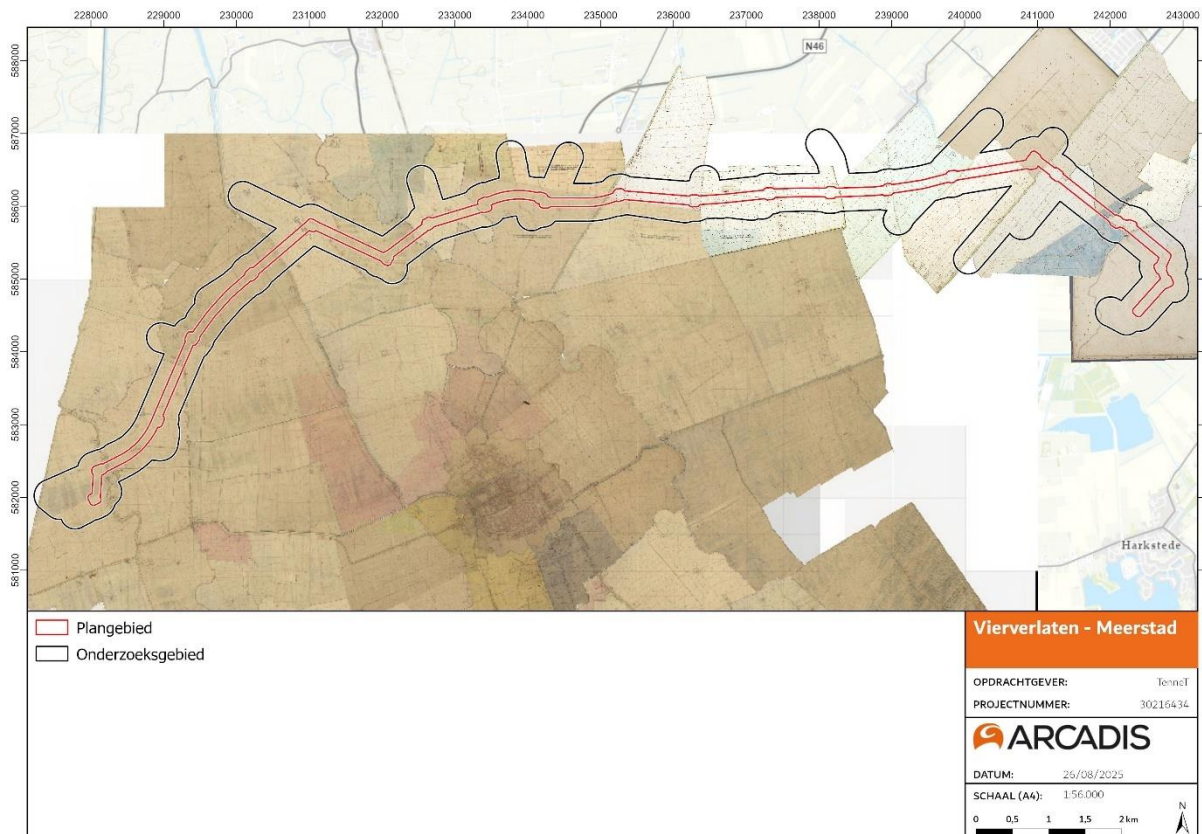 228000 229000 230000 231000 232000 233000 234000 235000 236000 237000 238000 239000 240000 241000 242000 243000
588000
587000
586000
585000
584000
583000
582000
581000
N46
Harkstede
Plangebied
Onderzoeksgebied
Vierverlaten - Meerstad
OPDRACHTGEVER: TenneT
PROJECTNUMMER: 30216434
ARCADIS
DATUM: 26/08/2025
SCHAAL (A4): 1:56.000
N
0 0,5 1 1,5 2 km